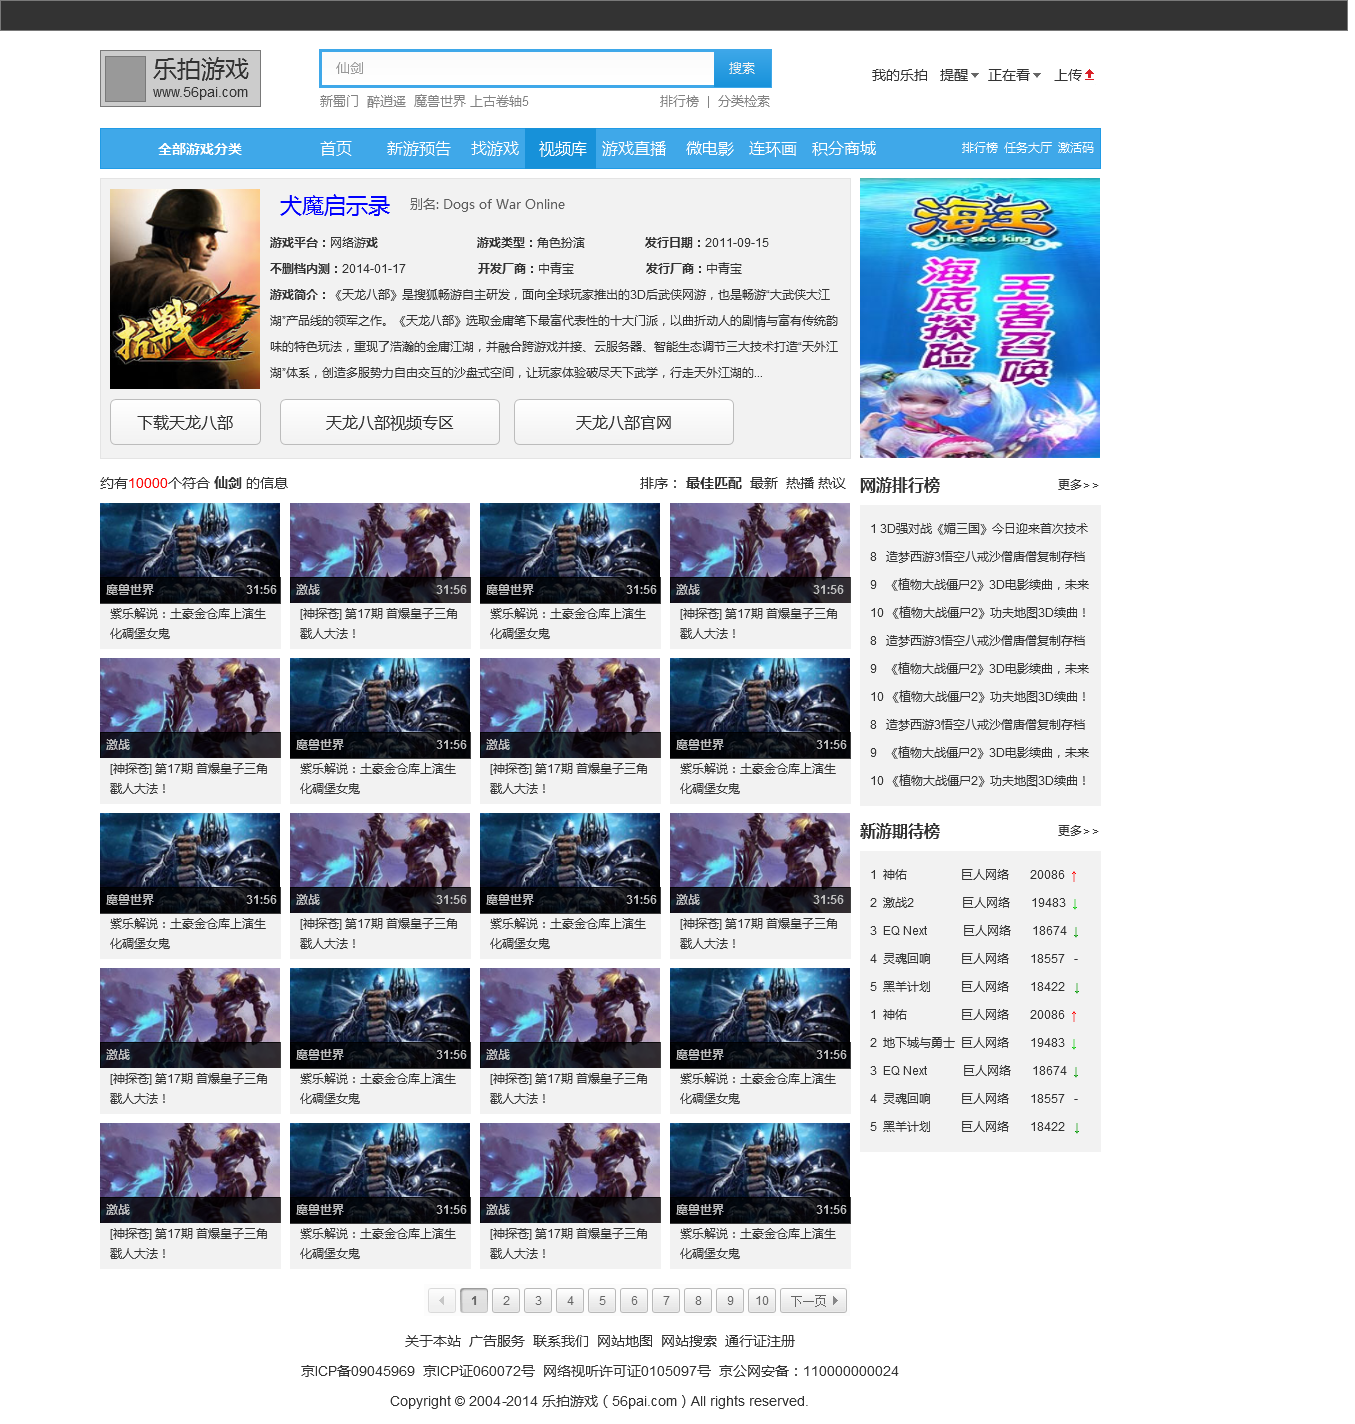 乐拍游戏
www.56pai.com
仙剑 搜索
新蜀门 醉逍遥 魔兽世界 上古卷轴5 排行榜 | 分类检索
我的乐拍 提醒 正在看 上传
全部游戏分类 首页 新游预告 找游戏 视频库 游戏直播 微电影 连环画 积分商城 排行榜 任务大厅 激活码
抗戰2
犬魔启示录 别名: Dogs of War Online
游戏平台：网络游戏 游戏类型：角色扮演 发行日期：2011-09-15
不删档内测：2014-01-17 开发厂商：中青宝 发行厂商：中青宝
游戏简介：《天龙八部》是搜狐畅游自主研发，面向全球玩家推出的3D后武侠网游，也是畅游“大武侠大江
湖”产品线的领军之作。《天龙八部》选取金庸笔下最富代表性的十大门派，以曲折动人的剧情与富有传统韵
味的特色玩法，重现了浩瀚的金庸江湖，并融合跨游戏并接、云服务器、智能生态调节三大技术打造“天外江
湖”体系，创造多服势力自由交互的沙盘式空间，让玩家体验破尽天下武学，行走天外江湖的...
下载天龙八部 天龙八部视频专区 天龙八部官网
海王
The sea king
海底探险
王者召唤
约有10000个符合 仙剑 的信息 排序： 最佳匹配 最新 热播 热议
魔兽世界 31:56 激战 31:56 魔兽世界 31:56 激战 31:56
紫乐解说：土豪金仓库上演生 [神探苍] 第17期 首爆皇子三角 紫乐解说：土豪金仓库上演生 [神探苍] 第17期 首爆皇子三角
化碉堡女鬼 戳人大法！ 化碉堡女鬼 戳人大法！
激战 魔兽世界 31:56 激战 魔兽世界 31:56
[神探苍] 第17期 首爆皇子三角 紫乐解说：土豪金仓库上演生 [神探苍] 第17期 首爆皇子三角 紫乐解说：土豪金仓库上演生
戳人大法！ 化碉堡女鬼 戳人大法！ 化碉堡女鬼
魔兽世界 31:56 激战 31:56 魔兽世界 31:56 激战 31:56
紫乐解说：土豪金仓库上演生 [神探苍] 第17期 首爆皇子三角 紫乐解说：土豪金仓库上演生 [神探苍] 第17期 首爆皇子三角
化碉堡女鬼 戳人大法！ 化碉堡女鬼 戳人大法！
激战 魔兽世界 31:56 激战 魔兽世界 31:56
[神探苍] 第17期 首爆皇子三角 紫乐解说：土豪金仓库上演生 [神探苍] 第17期 首爆皇子三角 紫乐解说：土豪金仓库上演生
戳人大法！ 化碉堡女鬼 戳人大法！ 化碉堡女鬼
激战 魔兽世界 31:56 激战 魔兽世界 31:56
[神探苍] 第17期 首爆皇子三角 紫乐解说：土豪金仓库上演生 [神探苍] 第17期 首爆皇子三角 紫乐解说：土豪金仓库上演生
戳人大法！ 化碉堡女鬼 戳人大法！ 化碉堡女鬼
网游排行榜 更多>>
1 3D强对战《媚三国》今日迎来首次技术
8 造梦西游3悟空八戒沙僧唐僧复制存档
9 《植物大战僵尸2》3D电影续曲，未来
10 《植物大战僵尸2》功夫地图3D续曲！
8 造梦西游3悟空八戒沙僧唐僧复制存档
9 《植物大战僵尸2》3D电影续曲，未来
10 《植物大战僵尸2》功夫地图3D续曲！
8 造梦西游3悟空八戒沙僧唐僧复制存档
9 《植物大战僵尸2》3D电影续曲，未来
10 《植物大战僵尸2》功夫地图3D续曲！
新游期待榜 更多>>
1 神佑 巨人网络 20086 ↑
2 激战2 巨人网络 19483 ↓
3 EQ Next 巨人网络 18674 ↓
4 灵魂回响 巨人网络 18557 -
5 黑羊计划 巨人网络 18422 ↓
1 神佑 巨人网络 20086 ↑
2 地下城与勇士 巨人网络 19483 ↓
3 EQ Next 巨人网络 18674 ↓
4 灵魂回响 巨人网络 18557 -
5 黑羊计划 巨人网络 18422 ↓
1 2 3 4 5 6 7 8 9 10 下一页
关于本站 广告服务 联系我们 网站地图 网站搜索 通行证注册
京ICP备09045969 京ICP证060072号 网络视听许可证0105097号 京公网安备：110000000024
Copyright © 2004-2014 乐拍游戏（56pai.com）All rights reserved.